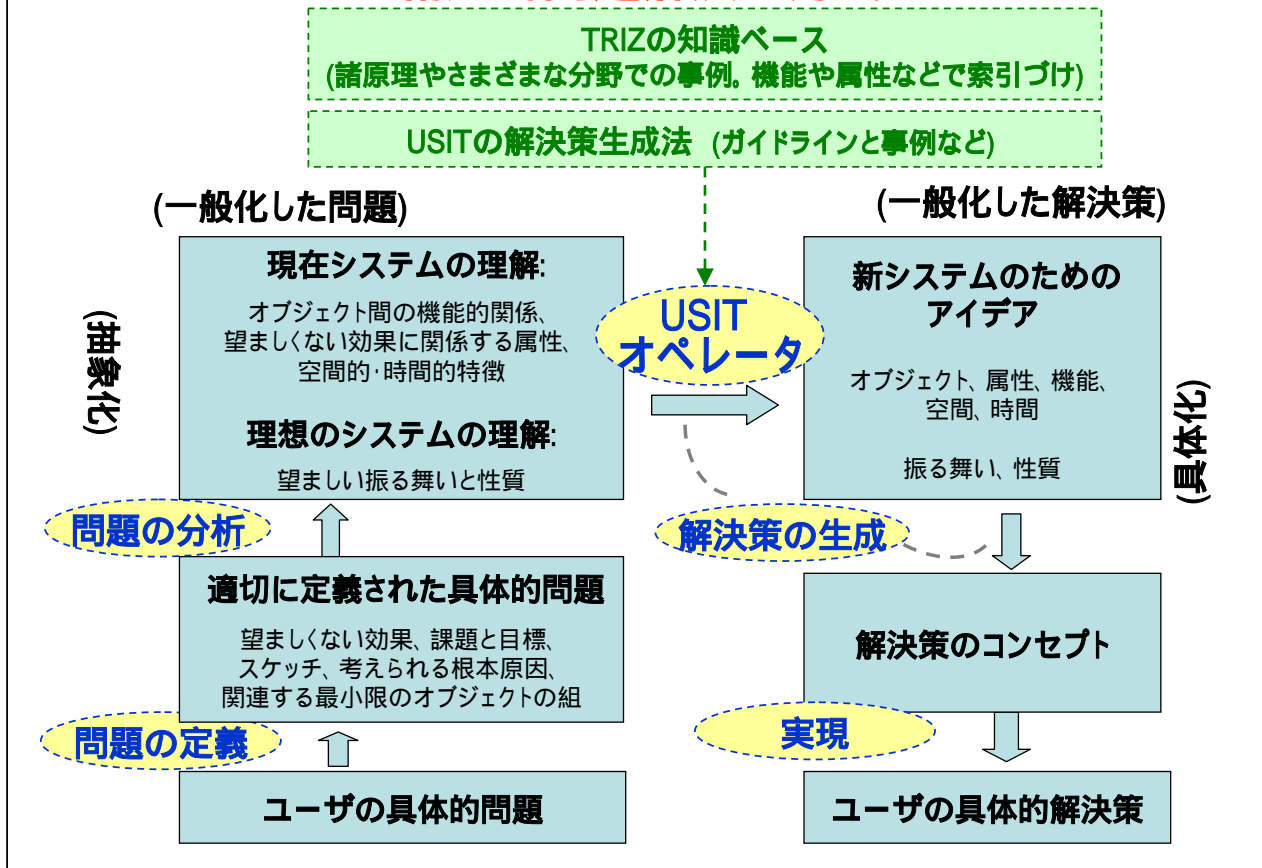 TRIZの知識ベース
(諸原理やさまざまな分野での事例。機能や属性などで索引づけ)
USITの解決策生成法 (ガイドラインと事例など)
(一般化した問題)
(一般化した解決策)
(抽象化)
現在システムの理解:
オブジェクト間の機能的関係、
望ましくない効果に関係する属性、
空間的・時間的特徴
理想のシステムの理解:
望ましい振る舞いと性質
USIT
オペレータ
新システムのための
アイデア
オブジェクト、属性、機能、
空間、時間
振る舞い、性質
(具体化)
問題の分析
解決策の生成
適切に定義された具体的問題
望ましくない効果、課題と目標、
スケッチ、考えられる根本原因、
関連する最小限のオブジェクトの組
解決策のコンセプト
問題の定義
実現
ユーザの具体的問題
ユーザの具体的解決策